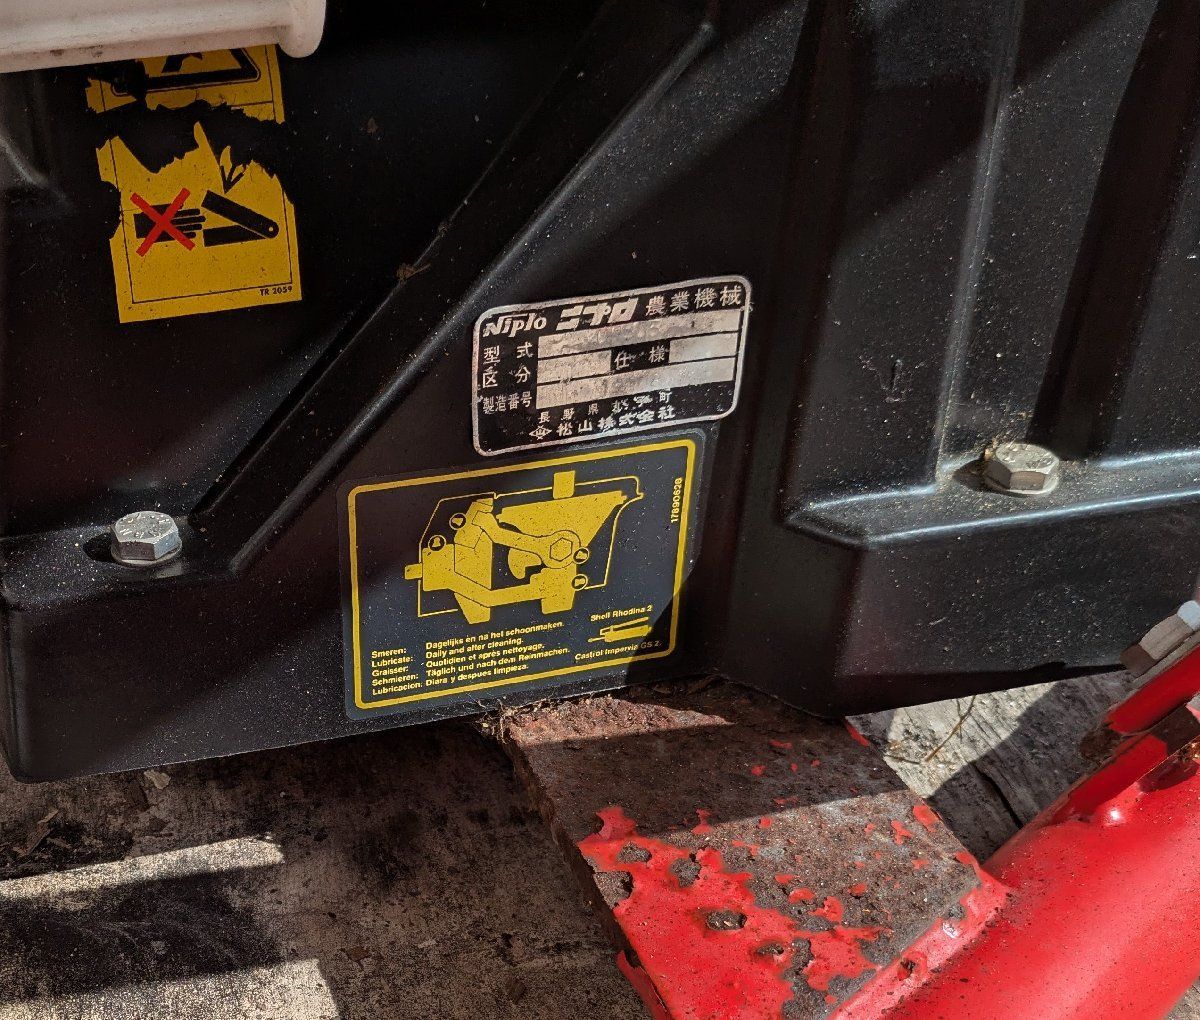 TR 2059
Niplo ニプロ 農業機械
型式
区分 仕様
製造番号
長野県 町
松山株式会社
17890628
Shell Rhodina 2
Castrol Impervia GS 2.
Smeren: Dagelijks èn na het schoonmaken.
Lubricate: Daily and after cleaning.
Graisser: Quotidien et après nettoyage.
Schmieren: Täglich und nach dem Reinmachen.
Lubricacion: Diara y despues limpieza.